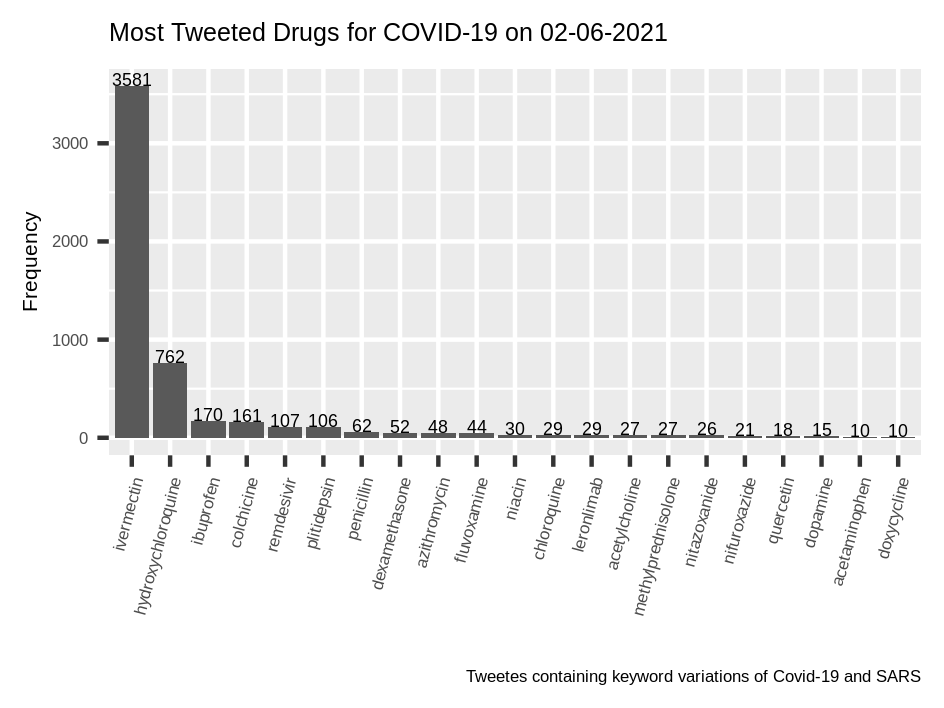 Most Tweeted Drugs for COVID-19 on 02-06-2021
Frequency
3000
2000
1000
0
3581
762
170
161
107
106
62
52
48
44
30
29
29
27
27
26
21
18
15
10
10
ivermectin
hydroxychloroquine
ibuprofen
colchicine
remdesivir
plitidepsin
penicillin
dexamethasone
azithromycin
fluvoxamine
niacin
chloroquine
leronlimab
acetylcholine
methylprednisolone
nitazoxanide
nifuroxazide
quercetin
dopamine
acetaminophen
doxycycline
Tweetes containing keyword variations of Covid-19 and SARS